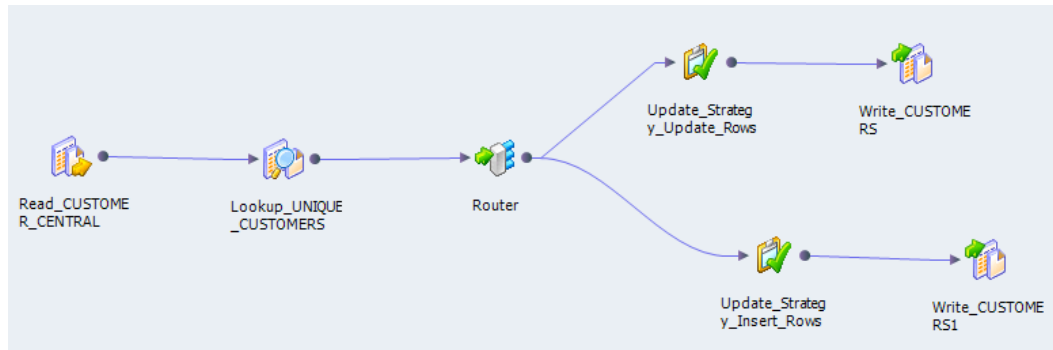 Update_Strateg
y_Update_Rows
Write_CUSTOME
RS
Read_CUSTOME
R_CENTRAL
Lookup_UNIQUE
_CUSTOMERS
Router
Update_Strateg
y_Insert_Rows
Write_CUSTOME
RS1